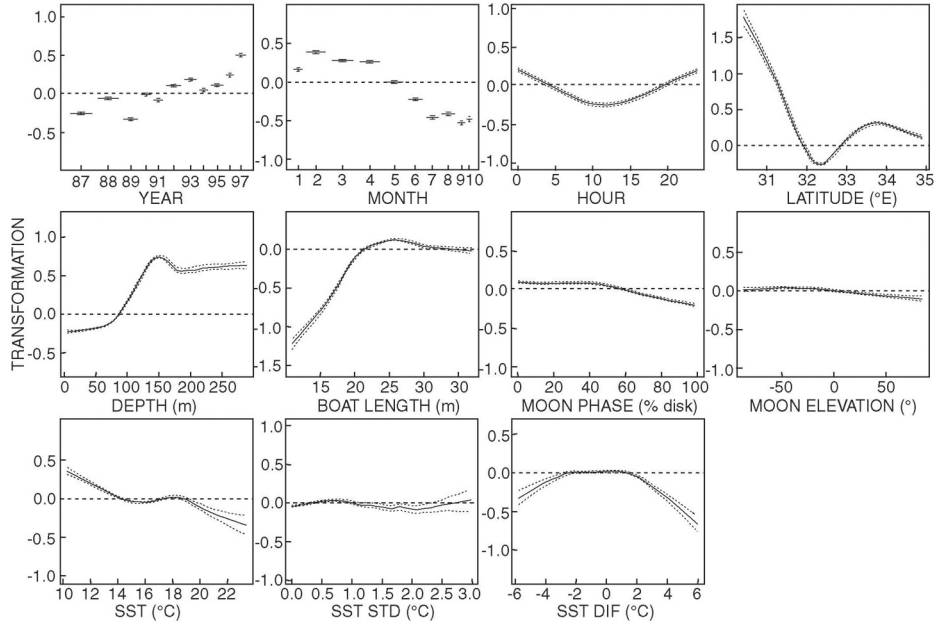 1.0
0.5
0.0
-0.5
87 88 89 91 93 95 97
YEAR
0.5
0.0
-0.5
-1.0
1 2 3 4 5 6 7 8 910
MONTH
1.0
0.5
0.0
-0.5
-1.0
0 5 10 15 20
HOUR
1.5
1.0
0.5
0.0
31 32 33 34 35
LATITUDE (°E)
TRANSFORMATION
1.0
0.5
0.0
-0.5
0 50 100 150 200 250
DEPTH (m)
0.0
-0.5
-1.0
-1.5
15 20 25 30 35
BOAT LENGTH (m)
1.0
0.5
0.0
-0.5
-1.0
0 20 40 60 80 100
MOON PHASE (% disk)
1.0
0.5
0.0
-0.5
-1.0
-50 0 50
MOON ELEVATION (°)
0.5
0.0
-0.5
-1.0
10 12 14 16 18 20 22
SST (°C)
1.0
0.5
0.0
-0.5
-1.0
0.0 0.5 1.0 1.5 2.0 2.5 3.0
SST STD (°C)
0.5
0.0
-0.5
-1.0
-6 -4 -2 0 2 4 6
SST DIF (°C)